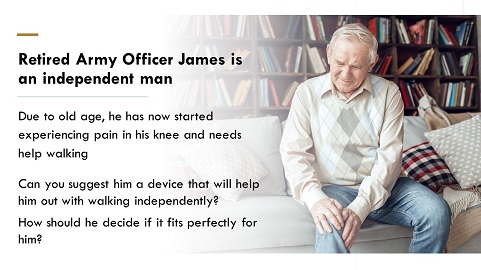 Retired Army Officer James is
an independent man
Due to old age, he has now started
experiencing pain in his knee and needs
help walking
Can you suggest him a device that will help
him out with walking independently?
How should he decide if it fits perfectly for
him?